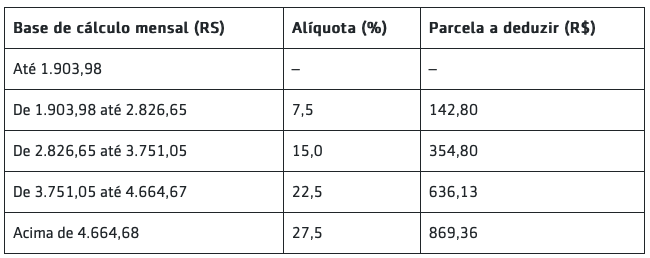 Base de cálculo mensal (RS) Alíquota (%) Parcela a deduzir (R$)
Até 1.903,98 – –
De 1.903,98 até 2.826,65 7,5 142,80
De 2.826,65 até 3.751,05 15,0 354,80
De 3.751,05 até 4.664,67 22,5 636,13
Acima de 4.664,68 27,5 869,36